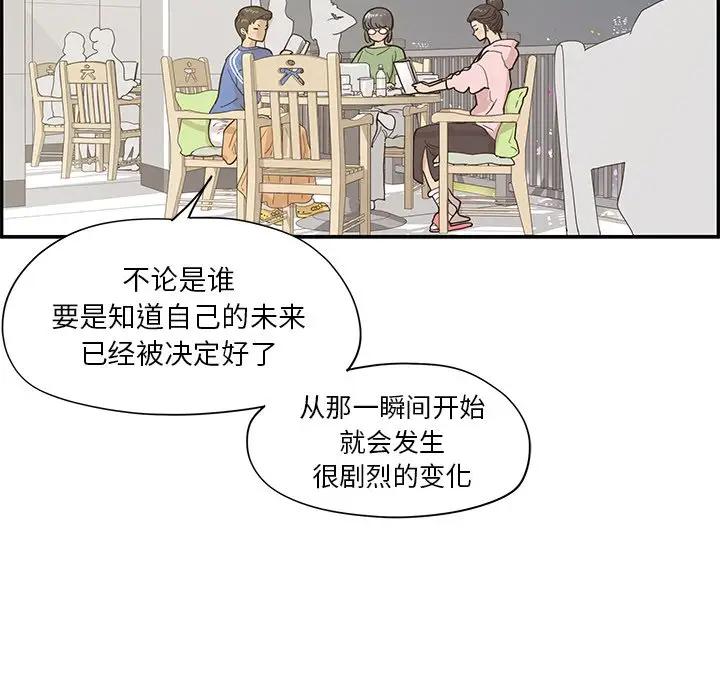 不论是谁
要是知道自己的未来
已经被决定好了
从那一瞬间开始
就会发生
很剧烈的变化